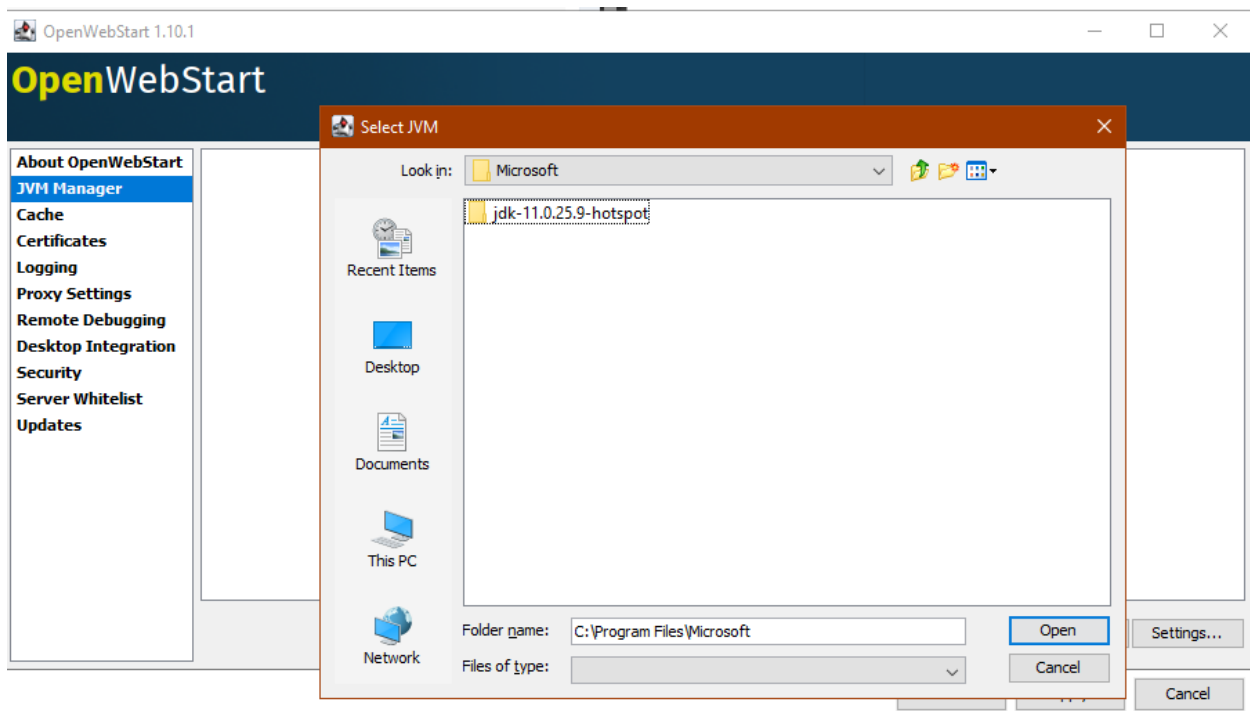 OpenWebStart 1.10.1
OpenWebStart
Select JVM
Look in:
Microsoft
About OpenWebStart
JVM Manager
Cache
Certificates
Logging
Proxy Settings
Remote Debugging
Desktop Integration
Security
Server Whitelist
Updates
jdk-11.0.25.9-hotspot
Recent Items
Desktop
Documents
This PC
Network
Folder name:
C:\Program Files\Microsoft
Open
Files of type:
Cancel
Settings...
Cancel